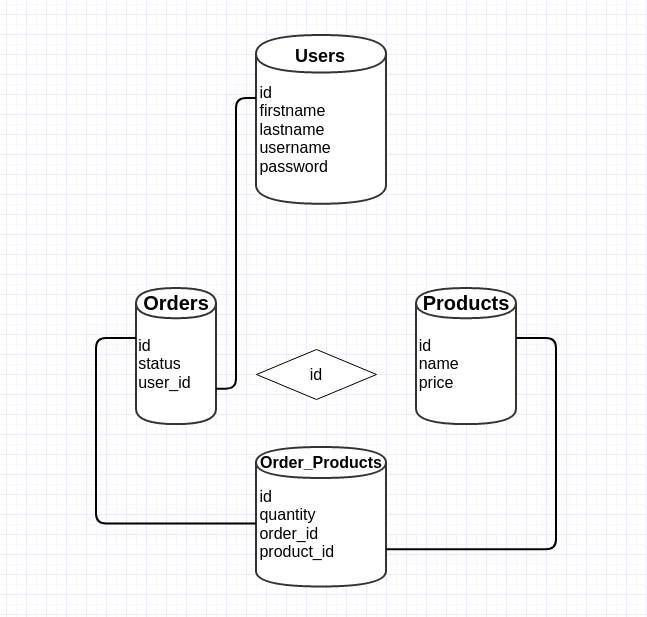 Users
id
firstname
lastname
username
password
Orders
id
status
user_id
id
Products
id
name
price
Order_Products
id
quantity
order_id
product_id